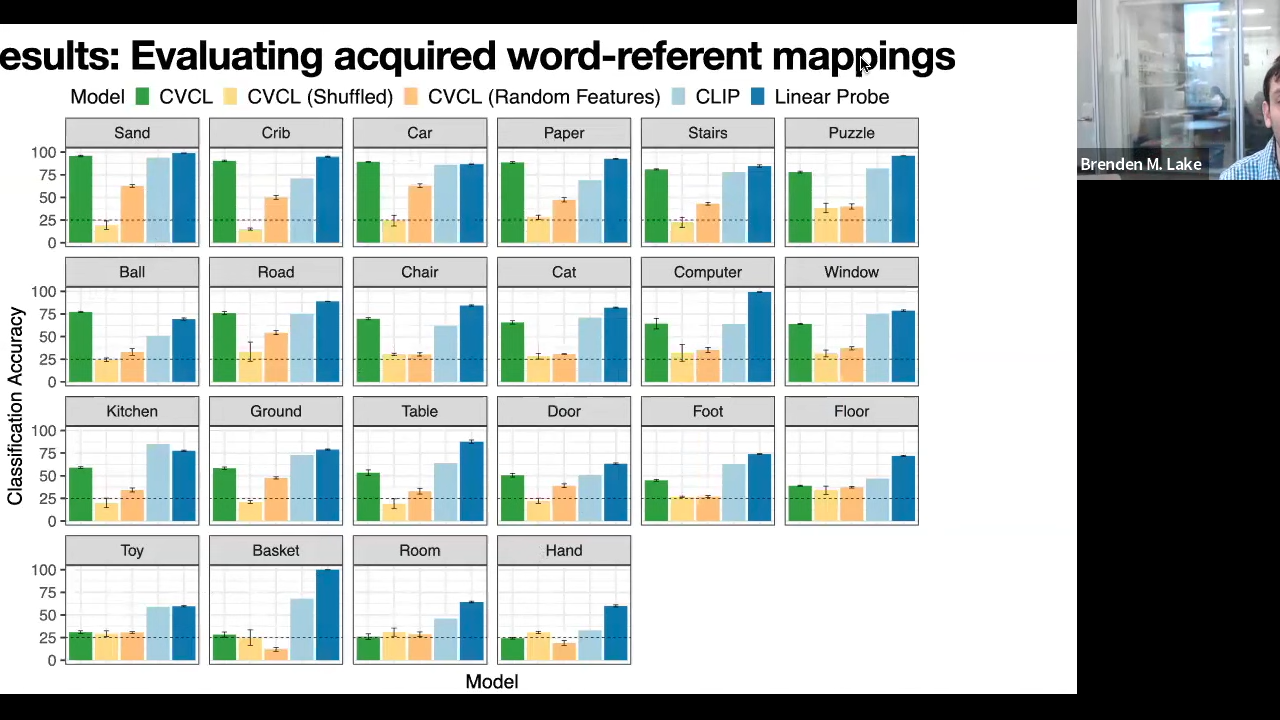 esults: Evaluating acquired word-referent mappings
Model CVCL CVCL (Shuffled) CVCL (Random Features) CLIP Linear Probe
Brenden M. Lake
Sand Crib Car Paper Stairs Puzzle
100
75
50
25
0
Ball Road Chair Cat Computer Window
100
75
50
25
0
Kitchen Ground Table Door Foot Floor
100
75
50
25
0
Toy Basket Room Hand
100
75
50
25
0
Classification Accuracy
Model